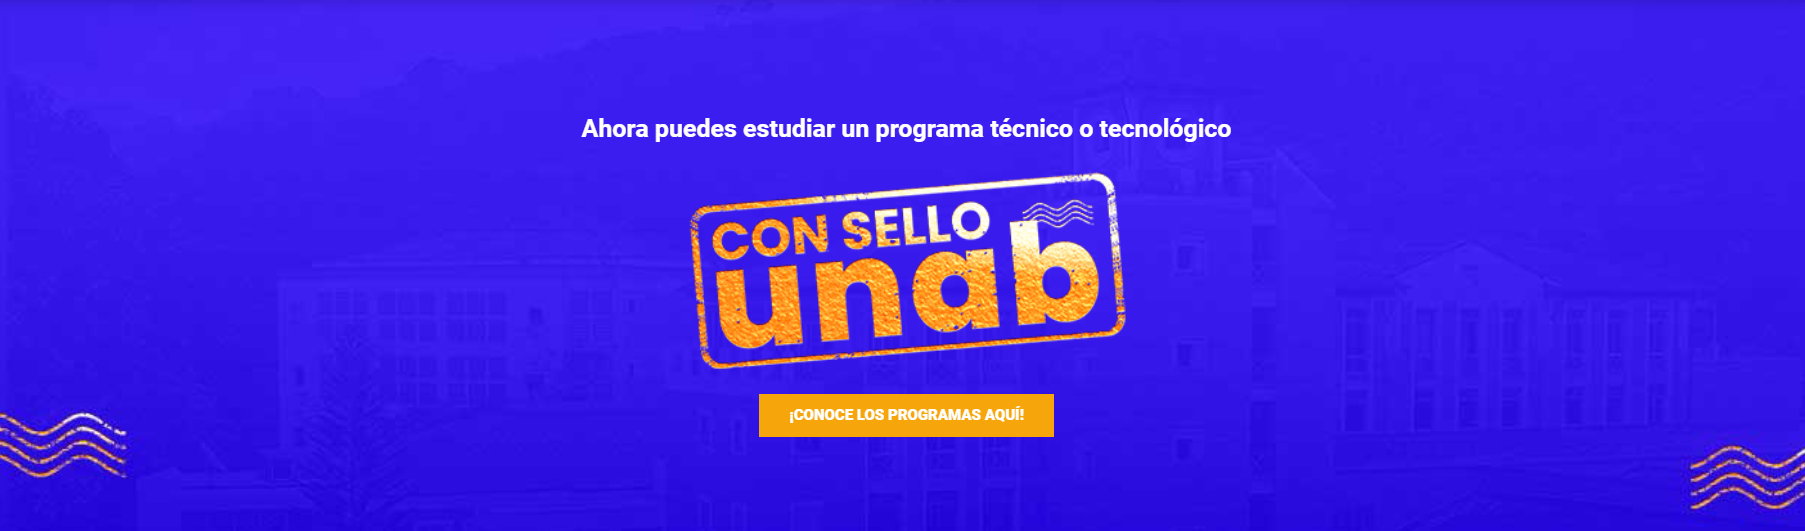 Ahora puedes estudiar un programa técnico o tecnológico
CON SELLO
unab
¡CONOCE LOS PROGRAMAS AQUÍ!